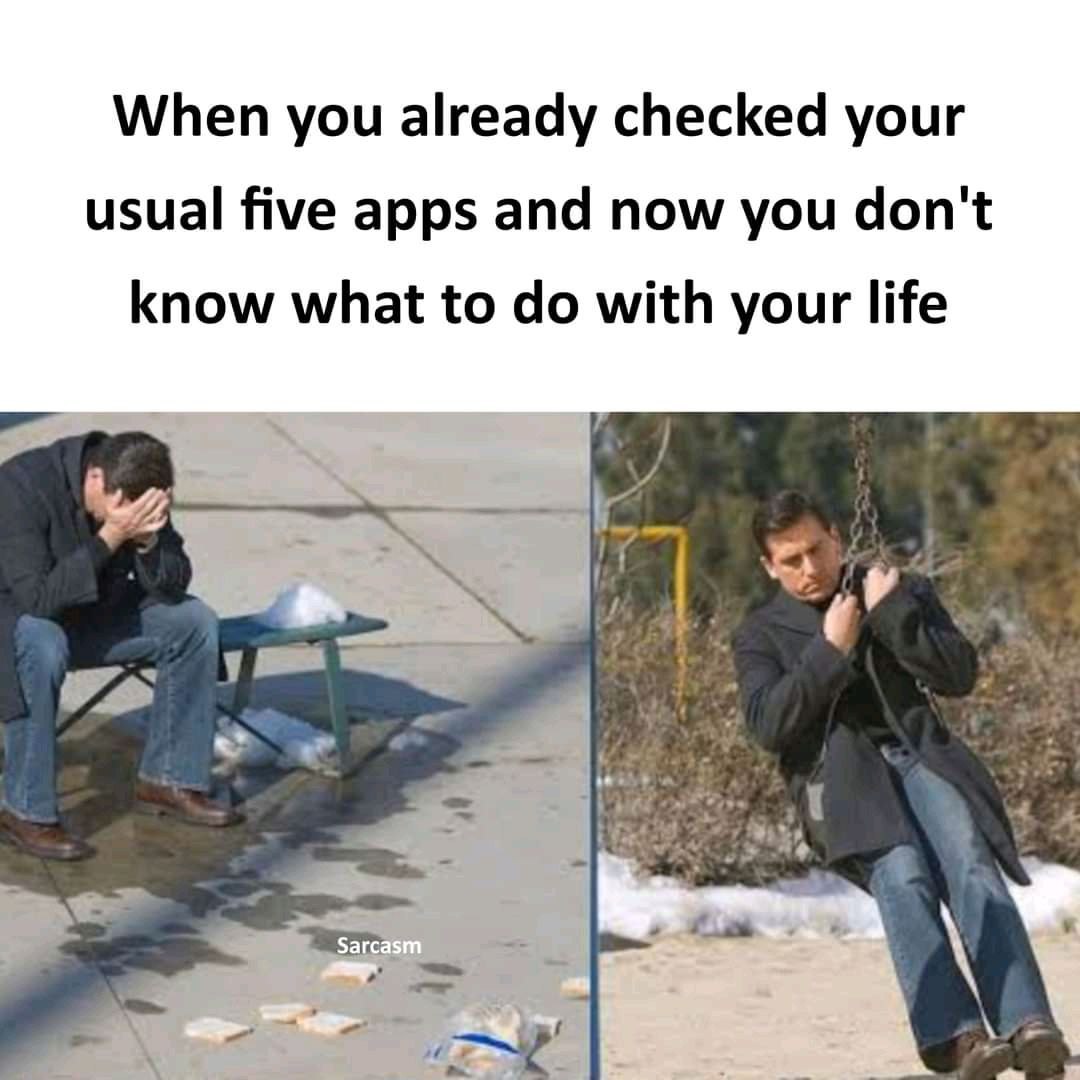 When you already checked your
usual five apps and now you don't
know what to do with your life
Sarcasm